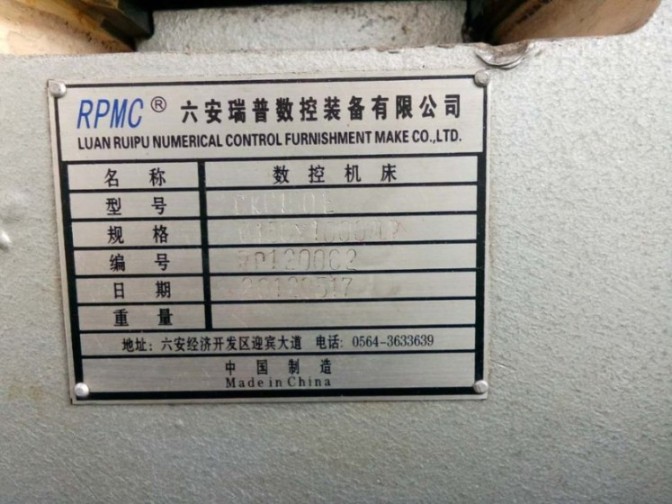 RPMC® 六安瑞普数控装备有限公司
LUAN RUIPU NUMERICAL CONTROL FURNISHMENT MAKE CO.,LTD.
名称 数控机床
型号
规格
编号 RP120002
日期
重量
地址: 六安经济开发区迎宾大道 电话: 0564-3633639
中国制造
Made in China